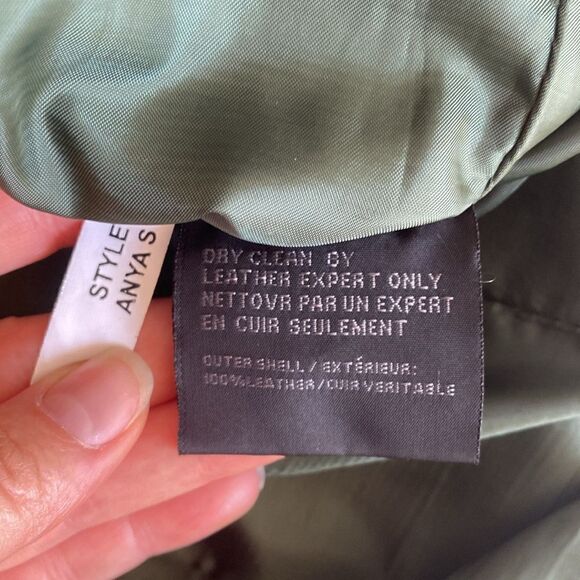 STYLE
ANYA S
DRY CLEAN BY
LEATHER EXPERT ONLY
NETTOVR PAR UN EXPERT
EN CUIR SEULEMENT
OUTER SHELL / EXTÉRIEUR:
100% LEATHER/CUIR VERITABLE